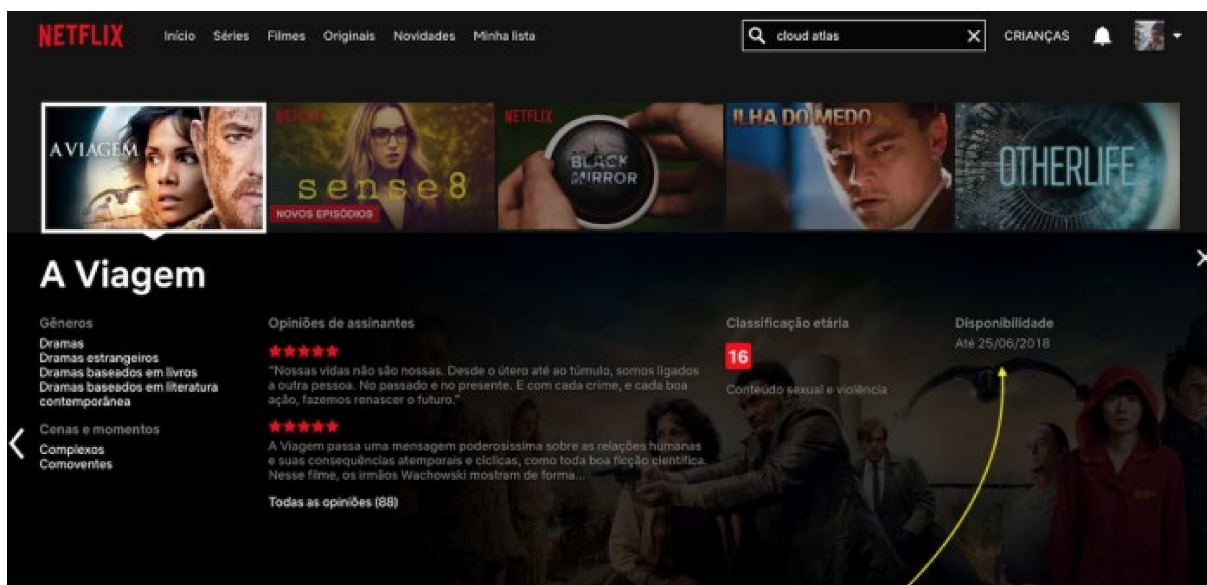 NETFLIX
Início Séries Filmes Originais Novidades Minha lista
cloud atlas
CRIANÇAS
A VIAGEM
NETFLIX
sense8
NOVOS EPISÓDIOS
NETFLIX
BLACK
MIRROR
ILHA DO MEDO
OTHERLIFE
A Viagem
Gêneros
Dramas
Dramas estrangeiros
Dramas baseados em livros
Dramas baseados em literatura
contemporânea
Cenas e momentos
Complexos
Comoventes
Opiniões de assinantes
"Nossas vidas não são nossas. Desde o útero até ao túmulo, somos ligados
a outra pessoa. No passado e no presente. E com cada crime, e cada boa
ação, fazemos renascer o futuro."
A Viagem passa uma mensagem poderosissima sobre as relações humanas
e suas consequências atemporais e cíclicas, como toda boa ficção científica.
Nesse filme, os irmãos Wachowski mostram de forma...
Todas as opiniões (88)
Classificação etária
16
Conteúdo sexual e violência
Disponibilidade
Até 25/06/2018